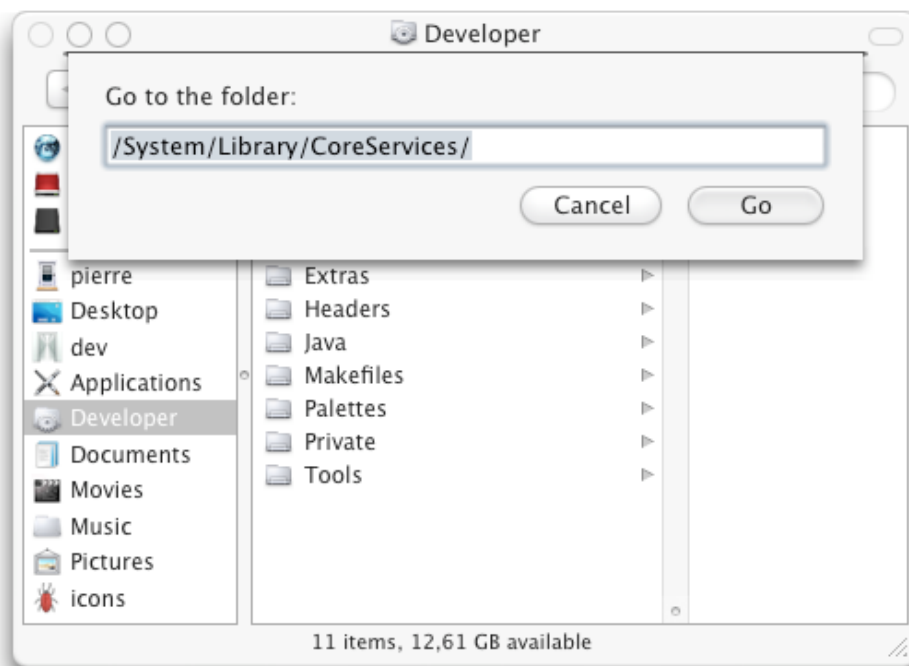 Developer
Go to the folder:
/System/Library/CoreServices/
Cancel Go
pierre
Desktop
dev
Applications
Developer
Documents
Movies
Music
Pictures
icons
Extras
Headers
Java
Makefiles
Palettes
Private
Tools
11 items, 12,61 GB available